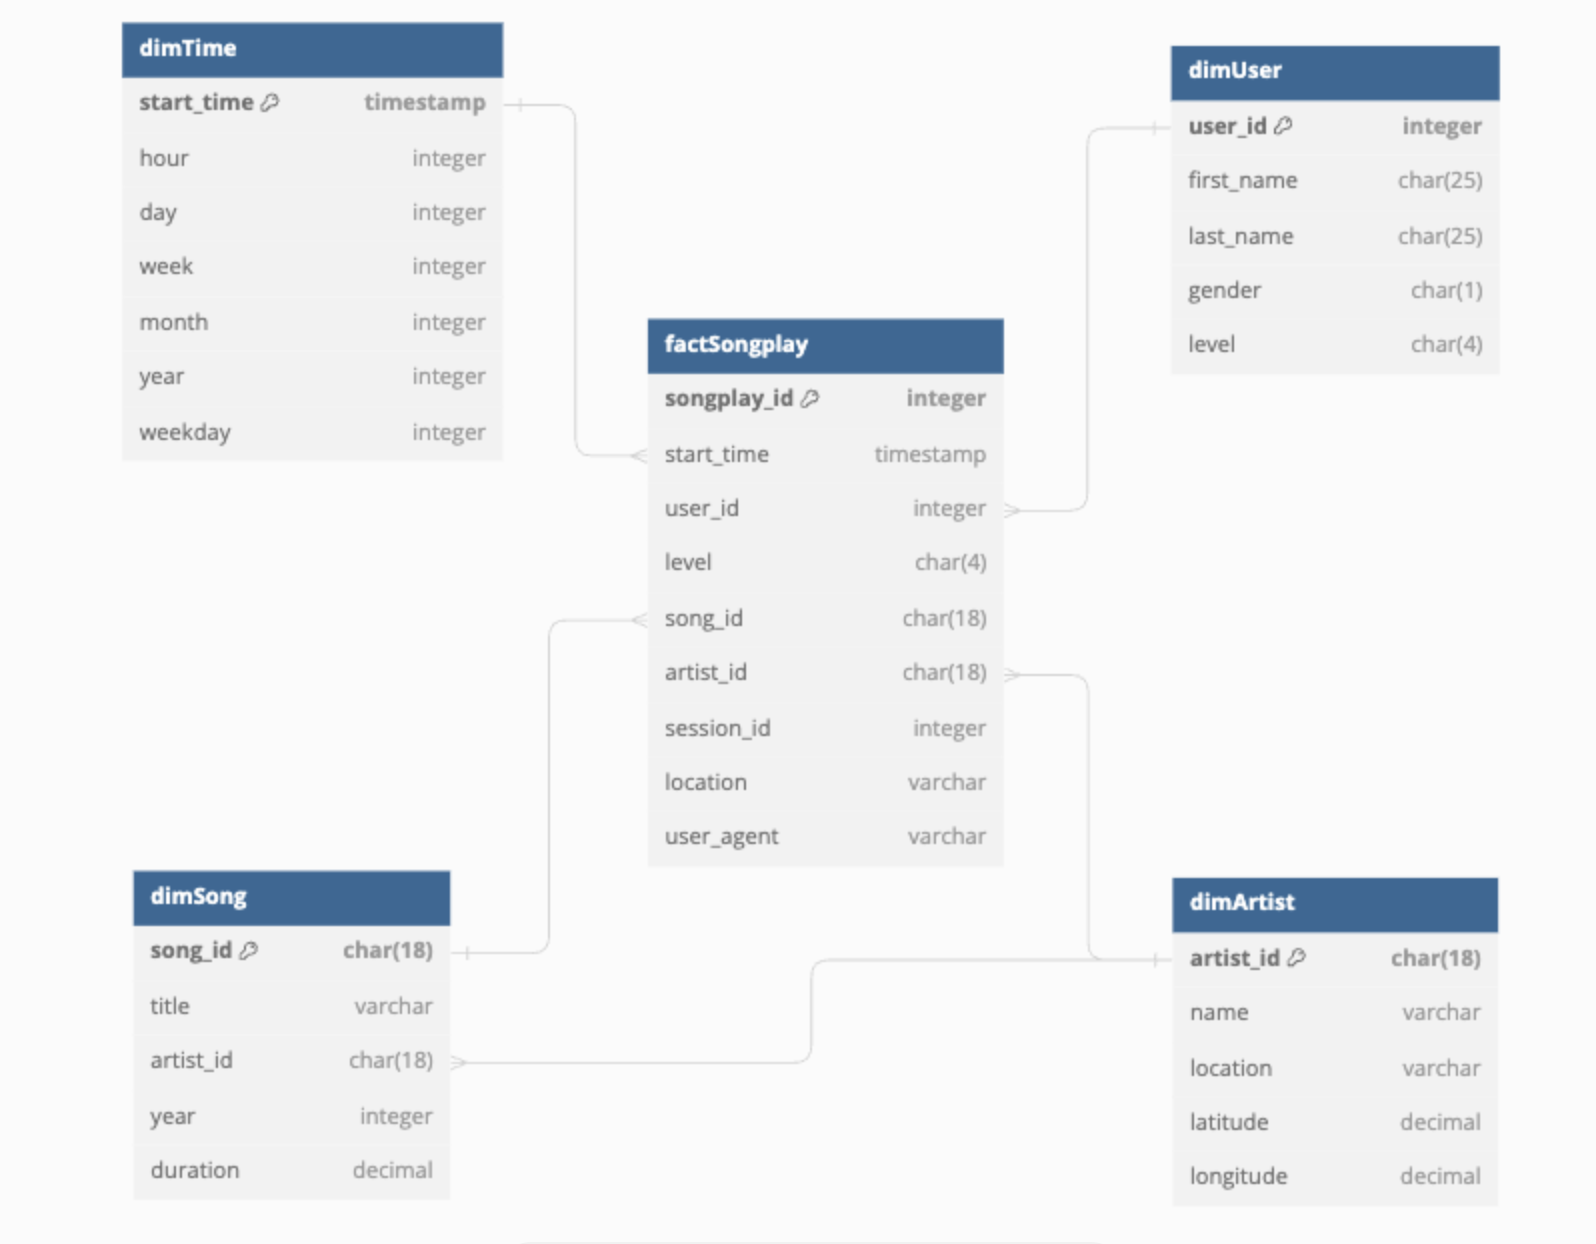 dimTime
start_time timestamp
hour integer
day integer
week integer
month integer
year integer
weekday integer
dimUser
user_id integer
first_name char(25)
last_name char(25)
gender char(1)
level char(4)
factSongplay
songplay_id integer
start_time timestamp
user_id integer
level char(4)
song_id char(18)
artist_id char(18)
session_id integer
location varchar
user_agent varchar
dimSong
song_id char(18)
title varchar
artist_id char(18)
year integer
duration decimal
dimArtist
artist_id char(18)
name varchar
location varchar
latitude decimal
longitude decimal